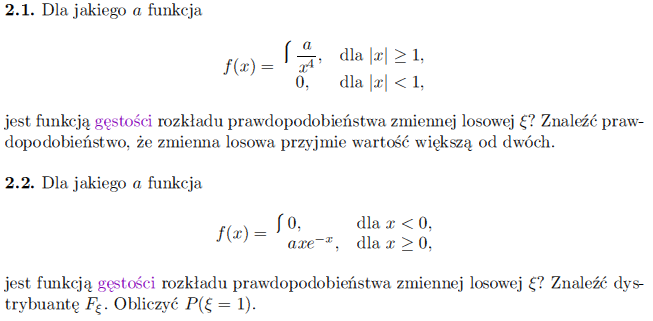 2.1. Dla jakiego a funkcja
f(x) = { a/x⁴, dla |x| ≥ 1,
0, dla |x| < 1,
jest funkcją gęstości rozkładu prawdopodobieństwa zmiennej losowej ξ? Znaleźć praw-
dopodobieństwo, że zmienna losowa przyjmie wartość większą od dwóch.
2.2. Dla jakiego a funkcja
f(x) = { 0, dla x < 0,
axe⁻ˣ, dla x ≥ 0,
jest funkcją gęstości rozkładu prawdopodobieństwa zmiennej losowej ξ? Znaleźć dys-
trybuantę F_ξ. Obliczyć P(ξ = 1).